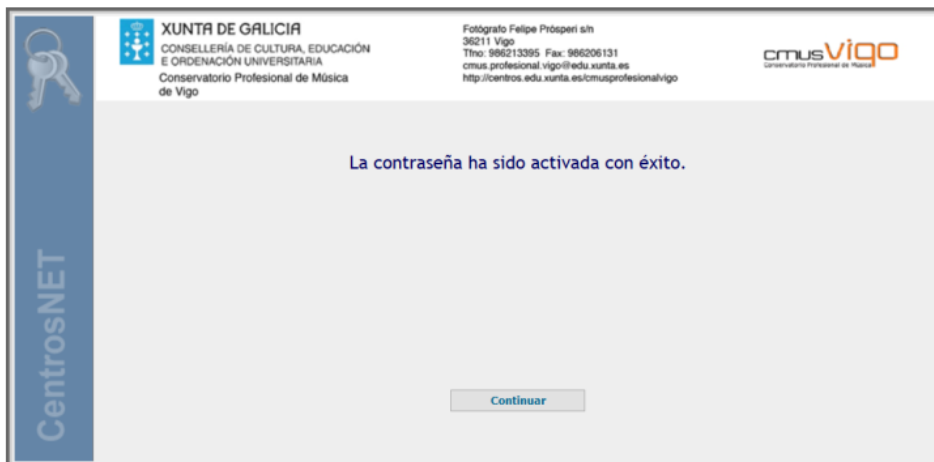 XUNTA DE GALICIA
CONSELLERÍA DE CULTURA, EDUCACIÓN
E ORDENACIÓN UNIVERSITARIA
Conservatorio Profesional de Música
de Vigo
Fotógrafo Felipe Prósperi s/n
36211 Vigo
Tfno: 986213395 Fax: 986206131
cmus.profesional.vigo@edu.xunta.es
http://centros.edu.xunta.es/cmusprofesionalvigo
cmusvigo
Conservatorio Profesional de Música
La contraseña ha sido activada con éxito.
CentrosNET
Continuar